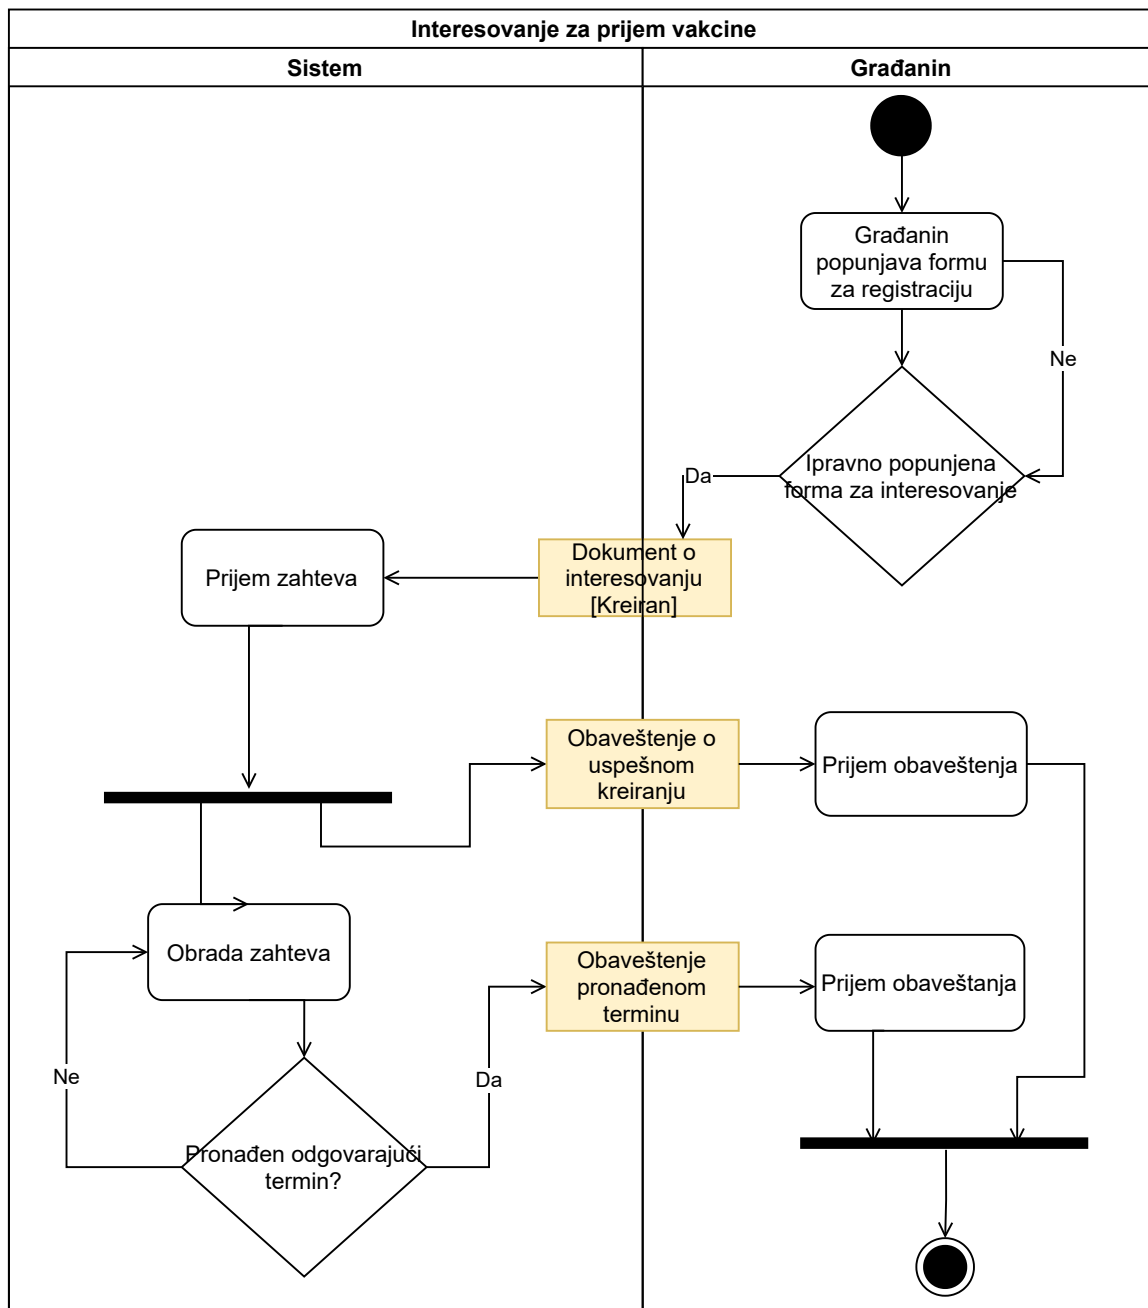 Interesovanje za prijem vakcine
Sistem
Građanin
Građanin
popunjava formu
za registraciju
Ne
Ipravno popunjena
forma za interesovanje
Da
Dokument o
interesovanju
[Kreiran]
Prijem zahteva
Obaveštenje o
uspešnom
kreiranju
Prijem obaveštenja
Obrada zahteva
Obaveštenje
pronađenom
terminu
Prijem obaveštanja
Ne
Da
Pronađen odgovarajući
termin?